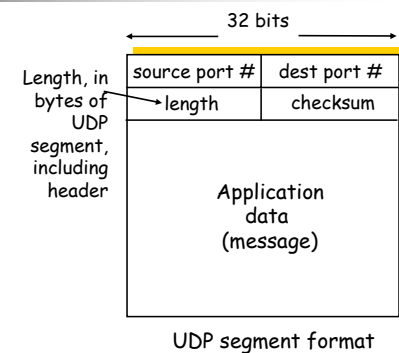 32 bits
source port # dest port #
Length, in
bytes of
UDP
segment,
including
header
length checksum
Application
data
(message)
UDP segment format